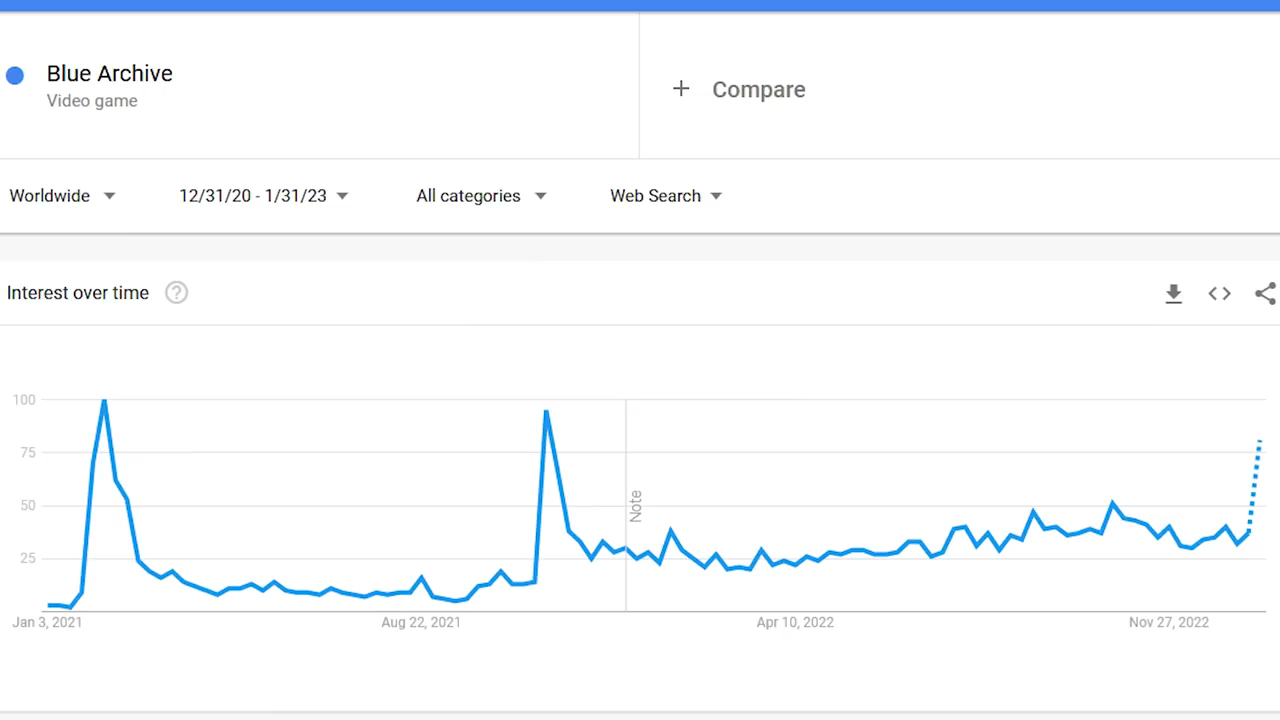 Blue Archive
Video game
+ Compare
Worldwide
12/31/20 - 1/31/23
All categories
Web Search
Interest over time
?
100
75
50
25
Note
Jan 3, 2021
Aug 22, 2021
Apr 10, 2022
Nov 27, 2022